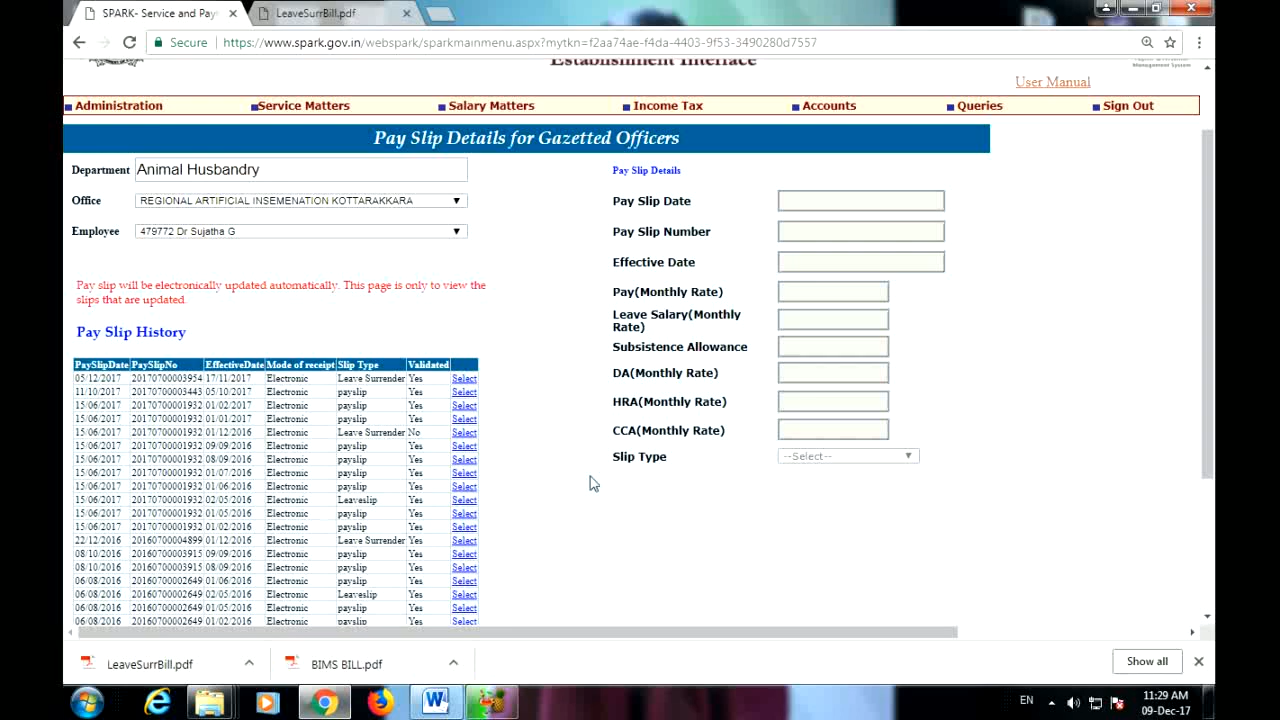 SPARK- Service and Pay
LeaveSurrBill.pdf
Secure https://www.spark.gov.in/webspark/sparkmainmenu.aspx?mytkn=f2aa74ae-f4da-4403-9f53-3490280d7557
Establishment Interface
Management System
User Manual
Administration Service Matters Salary Matters Income Tax Accounts Queries Sign Out
Pay Slip Details for Gazetted Officers
Department Animal Husbandry
Office REGIONAL ARTIFICIAL INSEMENATION KOTTARAKKARA
Employee 479772 Dr Sujatha G
Pay slip will be electronically updated automatically. This page is only to view the
slips that are updated.
Pay Slip History
PaySlipDate PaySlipNo EffectiveDate Mode of receipt Slip Type Validated
05/12/2017 20170700003954 17/11/2017 Electronic Leave Surrender Yes Select
11/10/2017 20170700003443 05/10/2017 Electronic payslip Yes Select
15/06/2017 20170700001932 01/02/2017 Electronic payslip Yes Select
15/06/2017 20170700001932 01/01/2017 Electronic payslip Yes Select
15/06/2017 20170700001932 01/12/2016 Electronic Leave Surrender No Select
15/06/2017 20170700001932 09/09/2016 Electronic payslip Yes Select
15/06/2017 20170700001932 08/09/2016 Electronic payslip Yes Select
15/06/2017 20170700001932 01/07/2016 Electronic payslip Yes Select
15/06/2017 20170700001932 01/06/2016 Electronic payslip Yes Select
15/06/2017 20170700001932 02/05/2016 Electronic Leaveslip Yes Select
15/06/2017 20170700001932 01/05/2016 Electronic payslip Yes Select
15/06/2017 20170700001932 01/02/2016 Electronic payslip Yes Select
22/12/2016 20160700004899 01/12/2016 Electronic Leave Surrender Yes Select
08/10/2016 20160700003915 09/09/2016 Electronic payslip Yes Select
08/10/2016 20160700003915 08/09/2016 Electronic payslip Yes Select
06/08/2016 20160700002649 01/06/2016 Electronic payslip Yes Select
06/08/2016 20160700002649 02/05/2016 Electronic Leaveslip Yes Select
06/08/2016 20160700002649 01/05/2016 Electronic payslip Yes Select
06/08/2016 20160700002649 01/02/2016 Electronic payslip Yes Select
Pay Slip Details
Pay Slip Date
Pay Slip Number
Effective Date
Pay(Monthly Rate)
Leave Salary(Monthly
Rate)
Subsistence Allowance
DA(Monthly Rate)
HRA(Monthly Rate)
CCA(Monthly Rate)
Slip Type --Select--
LeaveSurrBill.pdf
BIMS BILL.pdf
Show all
EN
11:29 AM
09-Dec-17